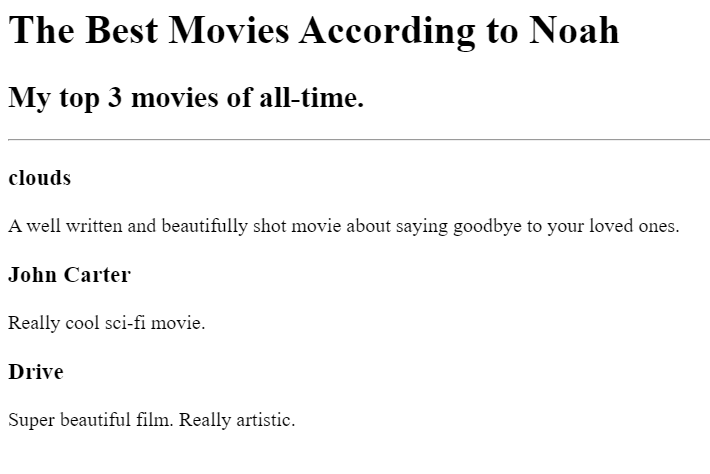 The Best Movies According to Noah
My top 3 movies of all-time.
clouds
A well written and beautifully shot movie about saying goodbye to your loved ones.
John Carter
Really cool sci-fi movie.
Drive
Super beautiful film. Really artistic.